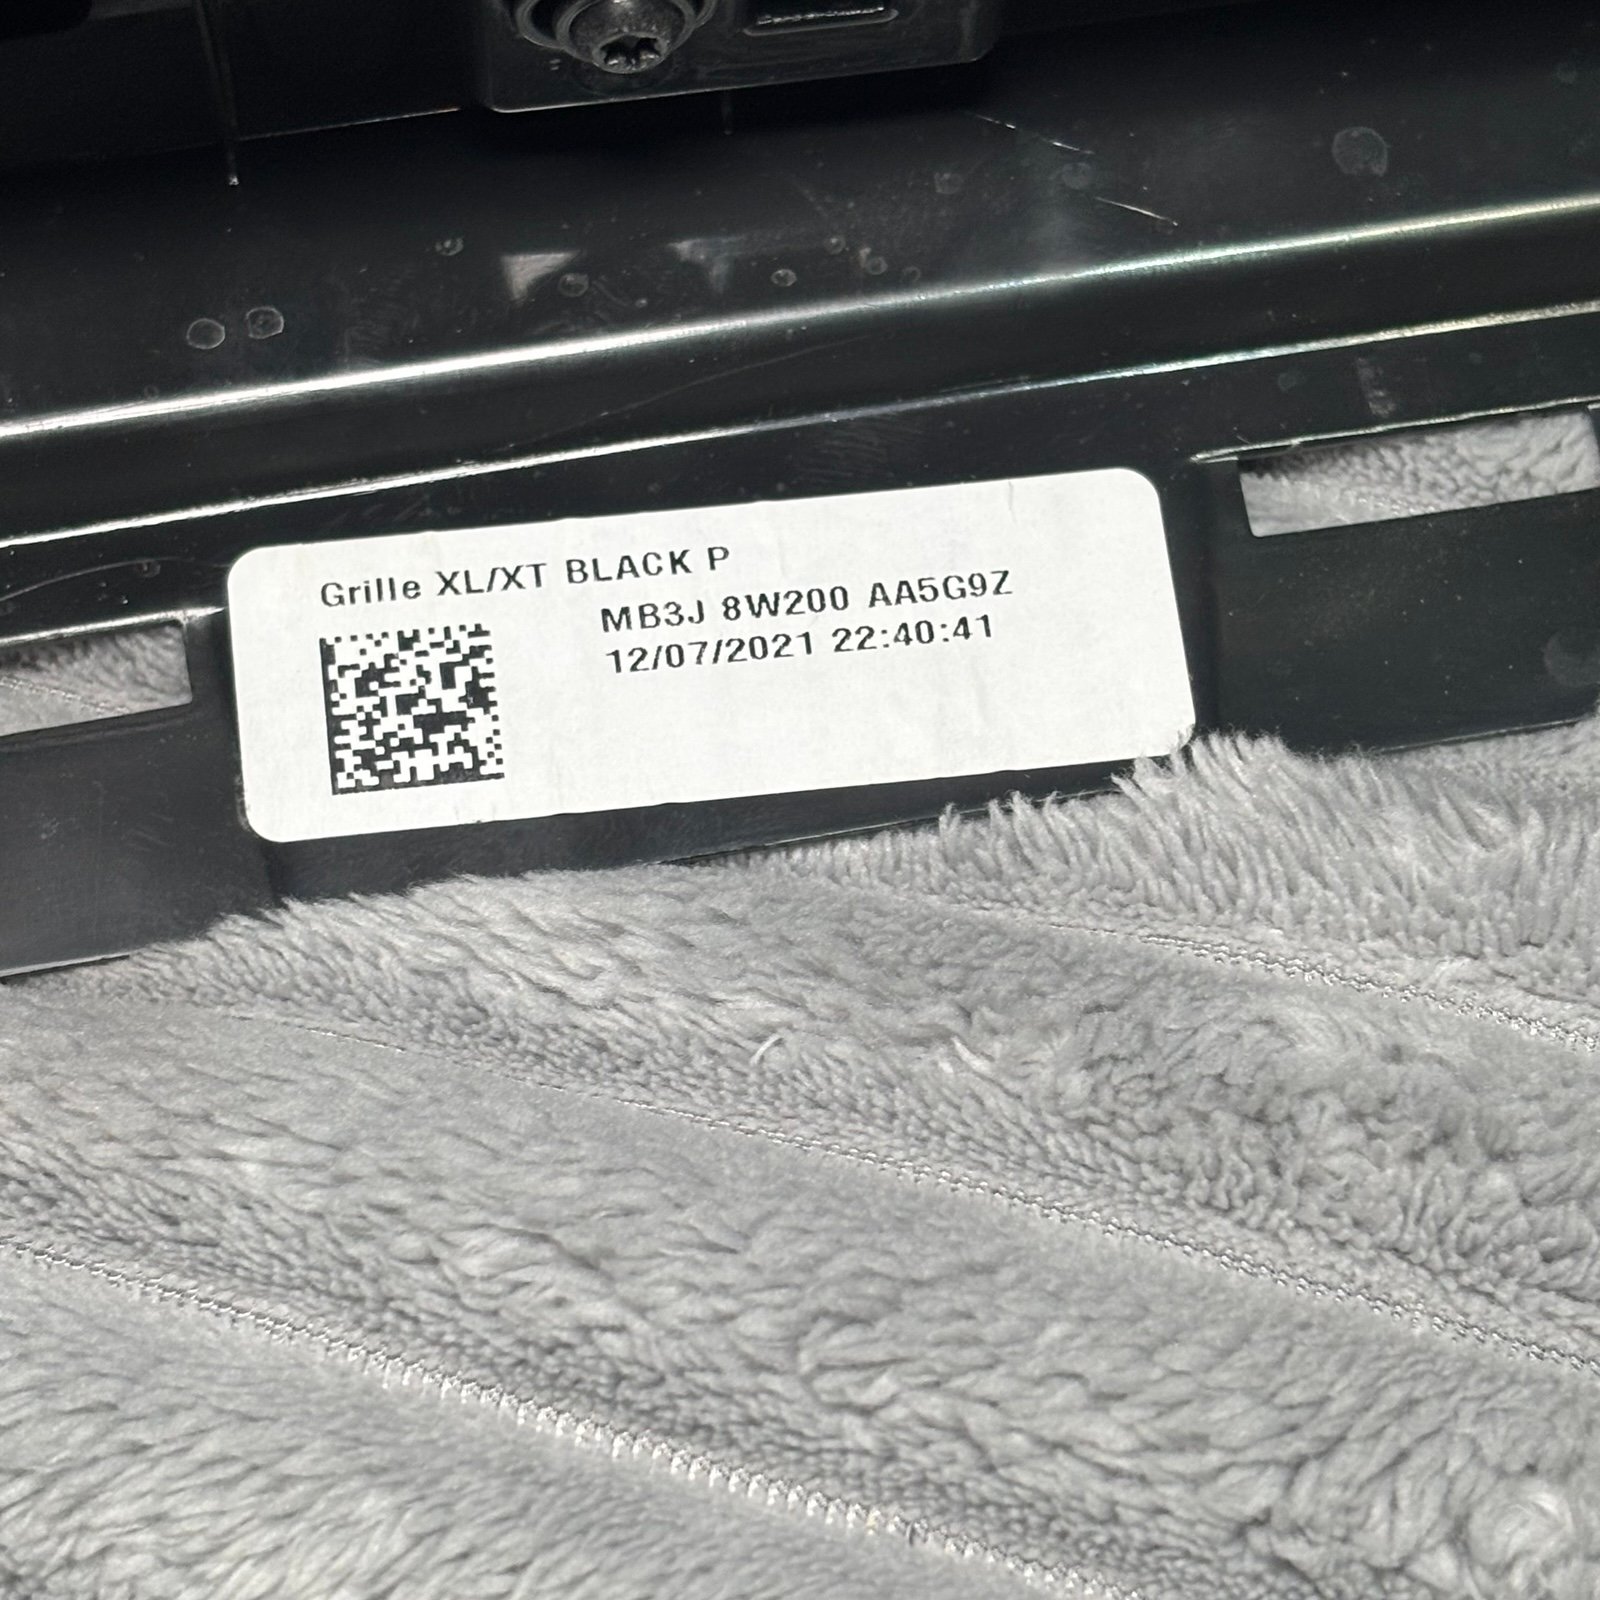 Grille XL/XT BLACK P
MB3J 8W200 AA5G9Z
12/07/2021 22:40:41